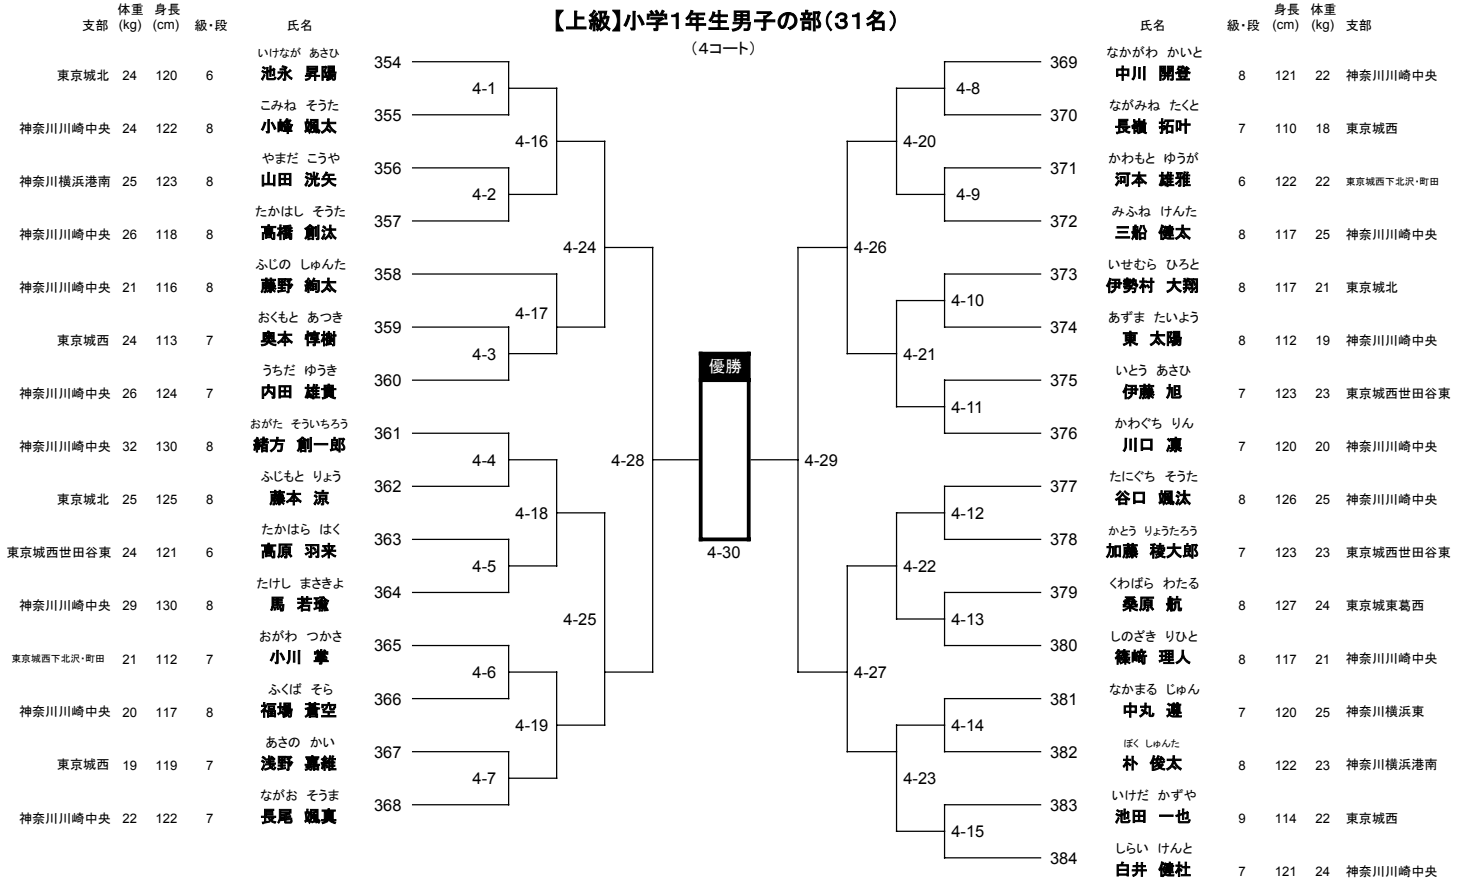 【上級】小学1年生男子の部(31名)
(4コート)
支部 体重(kg) 身長(cm) 級・段 氏名
いけなが あさひ
東京城北 24 120 6 池永 昇陽 354
こみね そうた
神奈川川崎中央 24 122 8 小峰 颯太 355
やまだ こうや
神奈川横浜港南 25 123 8 山田 洸矢 356
たかはし そうた
神奈川川崎中央 26 118 8 高橋 創汰 357
ふじの しゅんた
神奈川川崎中央 21 116 8 藤野 絢太 358
おくもと あつき
東京城西 24 113 7 奥本 惇樹 359
うちだ ゆうき
神奈川川崎中央 26 124 7 内田 雄貴 360
おがた そういちろう
神奈川川崎中央 32 130 8 緒方 創一郎 361
ふじもと りょう
東京城北 25 125 8 藤本 涼 362
たかはら はく
東京城西世田谷東 24 121 6 高原 羽来 363
たけし まさきよ
神奈川川崎中央 29 130 8 馬 若瑜 364
おがわ つかさ
東京城西下北沢・町田 21 112 7 小川 掌 365
ふくば そら
神奈川川崎中央 20 117 8 福場 蒼空 366
あさの かい
東京城西 19 119 7 浅野 嘉維 367
ながお そうま
神奈川川崎中央 22 122 7 長尾 颯真 368
4-1
4-2
4-3
4-4
4-5
4-6
4-7
4-16
4-17
4-18
4-19
4-24
4-25
4-28
優勝
4-30
4-29
4-26
4-27
4-20
4-21
4-22
4-23
4-8
4-9
4-10
4-11
4-12
4-13
4-14
4-15
氏名 級・段 身長(cm) 体重(kg) 支部
なかがわ かいと
369 中川 開登 8 121 22 神奈川川崎中央
ながみね たくと
370 長嶺 拓叶 7 110 18 東京城西
かわもと ゆうが
371 河本 雄雅 6 122 22 東京城西下北沢・町田
みふね けんた
372 三船 健太 8 117 25 神奈川川崎中央
いせむら ひろと
373 伊勢村 大翔 8 117 21 東京城北
あずま たいよう
374 東 太陽 8 112 19 神奈川川崎中央
いとう あさひ
375 伊藤 旭 7 123 23 東京城西世田谷東
かわぐち りん
376 川口 凛 7 120 20 神奈川川崎中央
たにぐち そうた
377 谷口 颯汰 8 126 25 神奈川川崎中央
かとう りょうたろう
378 加藤 稜大郎 7 123 23 東京城西世田谷東
くわばら わたる
379 桑原 航 8 127 24 東京城東葛西
しのざき りひと
380 篠崎 理人 8 117 21 神奈川川崎中央
なかまる じゅん
381 中丸 遵 7 120 25 神奈川横浜東
ぼく しゅんた
382 朴 俊太 8 122 23 神奈川横浜港南
いけだ かずや
383 池田 一也 9 114 22 東京城西
しらい けんと
384 白井 健杜 7 121 24 神奈川川崎中央